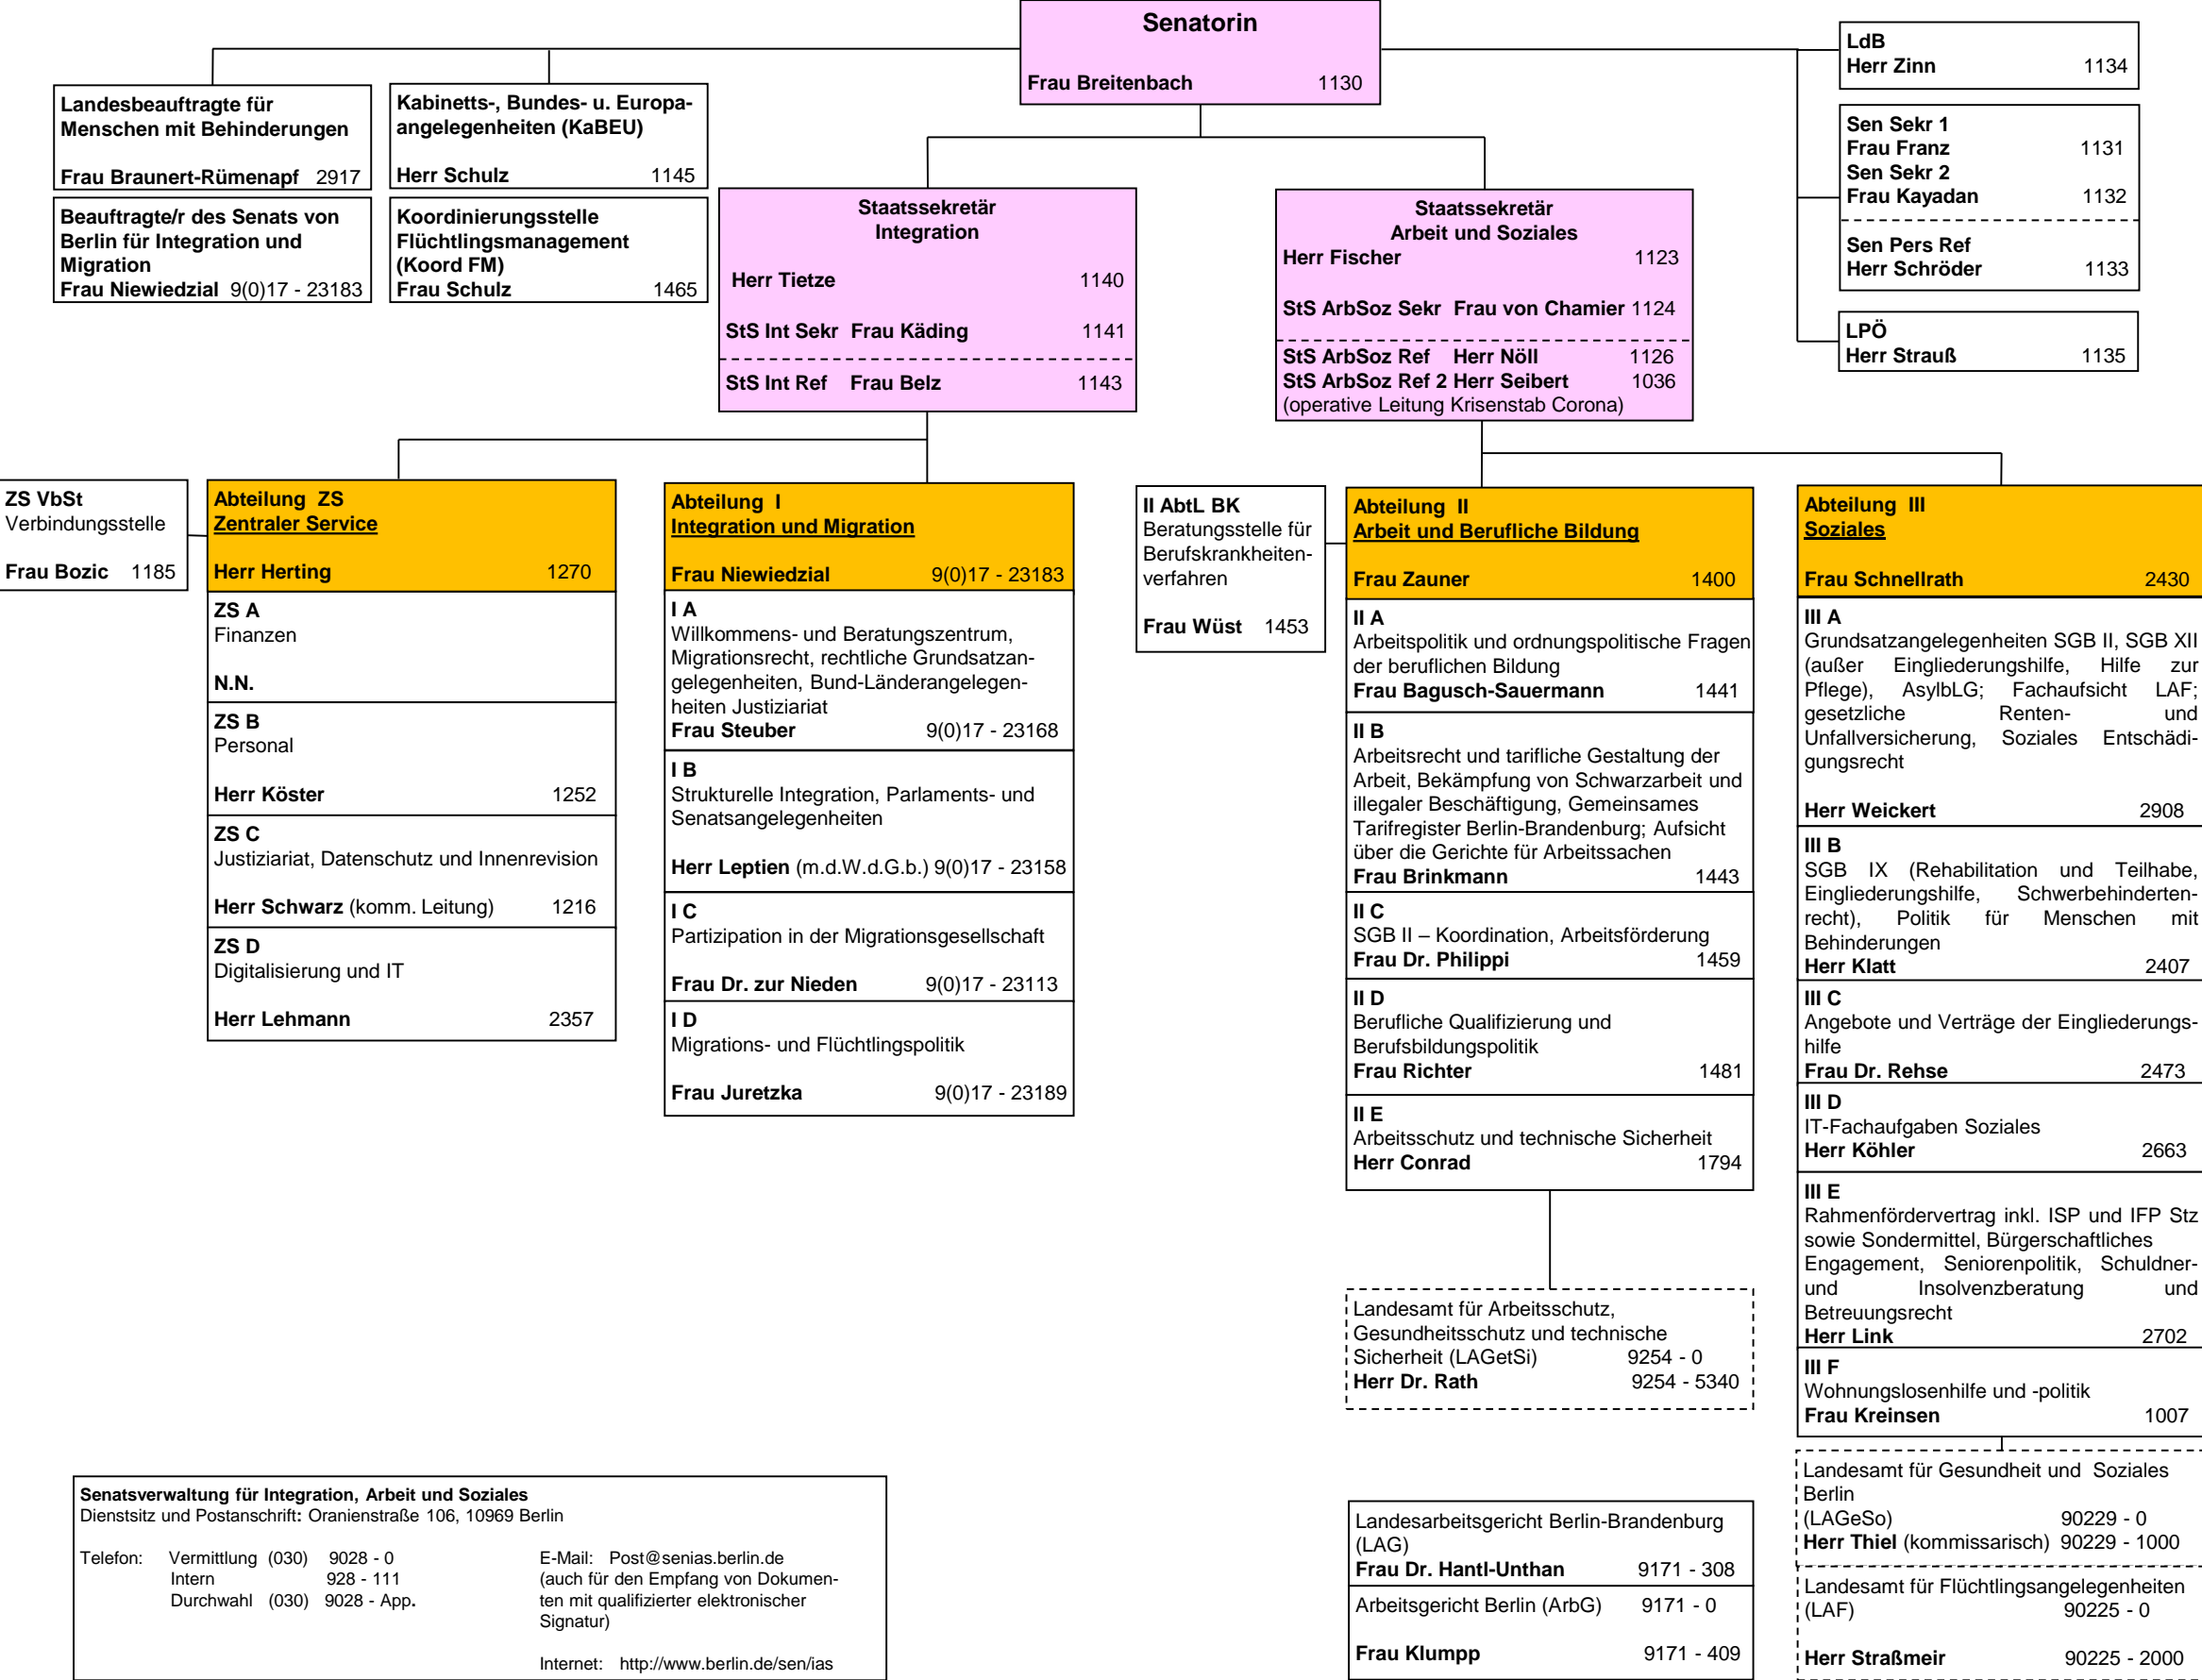 Senatorin
Frau Breitenbach 1130
LdB
Herr Zinn 1134
Sen Sekr 1
Frau Franz 1131
Sen Sekr 2
Frau Kayadan 1132
Sen Pers Ref
Herr Schröder 1133
LPÖ
Herr Strauß 1135
Landesbeauftragte für
Menschen mit Behinderungen
Frau Braunert-Rümenapf 2917
Beauftragte/r des Senats von
Berlin für Integration und
Migration
Frau Niewiedzial 9(0)17 - 23183
Kabinetts-, Bundes- u. Europa-
angelegenheiten (KaBEU)
Herr Schulz 1145
Koordinierungsstelle
Flüchtlingsmanagement
(Koord FM)
Frau Schulz 1465
Staatssekretär
Integration
Herr Tietze 1140
StS Int Sekr Frau Käding 1141
StS Int Ref Frau Belz 1143
Staatssekretär
Arbeit und Soziales
Herr Fischer 1123
StS ArbSoz Sekr Frau von Chamier 1124
StS ArbSoz Ref Herr Nöll 1126
StS ArbSoz Ref 2 Herr Seibert 1036
(operative Leitung Krisenstab Corona)
ZS VbSt
Verbindungsstelle
Frau Bozic 1185
Abteilung ZS
Zentraler Service
Herr Herting 1270
ZS A
Finanzen
N.N.
ZS B
Personal
Herr Köster 1252
ZS C
Justiziariat, Datenschutz und Innenrevision
Herr Schwarz (komm. Leitung) 1216
ZS D
Digitalisierung und IT
Herr Lehmann 2357
Abteilung I
Integration und Migration
Frau Niewiedzial 9(0)17 - 23183
I A
Willkommens- und Beratungszentrum,
Migrationsrecht, rechtliche Grundsatzan-
gelegenheiten, Bund-Länderangelegen-
heiten Justiziariat
Frau Steuber 9(0)17 - 23168
I B
Strukturelle Integration, Parlaments- und
Senatsangelegenheiten
Herr Leptien (m.d.W.d.G.b.) 9(0)17 - 23158
I C
Partizipation in der Migrationsgesellschaft
Frau Dr. zur Nieden 9(0)17 - 23113
I D
Migrations- und Flüchtlingspolitik
Frau Juretzka 9(0)17 - 23189
II AbtL BK
Beratungsstelle für
Berufskrankheiten-
verfahren
Frau Wüst 1453
Abteilung II
Arbeit und Berufliche Bildung
Frau Zauner 1400
II A
Arbeitspolitik und ordnungspolitische Fragen
der beruflichen Bildung
Frau Bagusch-Sauermann 1441
II B
Arbeitsrecht und tarifliche Gestaltung der
Arbeit, Bekämpfung von Schwarzarbeit und
illegaler Beschäftigung, Gemeinsames
Tarifregister Berlin-Brandenburg; Aufsicht
über die Gerichte für Arbeitssachen
Frau Brinkmann 1443
II C
SGB II – Koordination, Arbeitsförderung
Frau Dr. Philippi 1459
II D
Berufliche Qualifizierung und
Berufsbildungspolitik
Frau Richter 1481
II E
Arbeitsschutz und technische Sicherheit
Herr Conrad 1794
Landesamt für Arbeitsschutz,
Gesundheitsschutz und technische
Sicherheit (LAGetSi) 9254 - 0
Herr Dr. Rath 9254 - 5340
Landesarbeitsgericht Berlin-Brandenburg
(LAG)
Frau Dr. Hantl-Unthan 9171 - 308
Arbeitsgericht Berlin (ArbG) 9171 - 0
Frau Klumpp 9171 - 409
Abteilung III
Soziales
Frau Schnellrath 2430
III A
Grundsatzangelegenheiten SGB II, SGB XII
(außer Eingliederungshilfe, Hilfe zur
Pflege), AsylbLG; Fachaufsicht LAF;
gesetzliche Renten- und
Unfallversicherung, Soziales Entschädi-
gungsrecht
Herr Weickert 2908
III B
SGB IX (Rehabilitation und Teilhabe,
Eingliederungshilfe, Schwerbehinderten-
recht), Politik für Menschen mit
Behinderungen
Herr Klatt 2407
III C
Angebote und Verträge der Eingliederungs-
hilfe
Frau Dr. Rehse 2473
III D
IT-Fachaufgaben Soziales
Herr Köhler 2663
III E
Rahmenfördervertrag inkl. ISP und IFP Stz
sowie Sondermittel, Bürgerschaftliches
Engagement, Seniorenpolitik, Schuldner-
und Insolvenzberatung und
Betreuungsrecht
Herr Link 2702
III F
Wohnungslosenhilfe und -politik
Frau Kreinsen 1007
Landesamt für Gesundheit und Soziales
Berlin
(LAGeSo) 90229 - 0
Herr Thiel (kommissarisch) 90229 - 1000
Landesamt für Flüchtlingsangelegenheiten
(LAF) 90225 - 0
Herr Straßmeir 90225 - 2000
Senatsverwaltung für Integration, Arbeit und Soziales
Dienstsitz und Postanschrift: Oranienstraße 106, 10969 Berlin
Telefon: Vermittlung (030) 9028 - 0
Intern 928 - 111
Durchwahl (030) 9028 - App.
E-Mail: Post@senias.berlin.de
(auch für den Empfang von Dokumen-
ten mit qualifizierter elektronischer
Signatur)
Internet: http://www.berlin.de/sen/ias